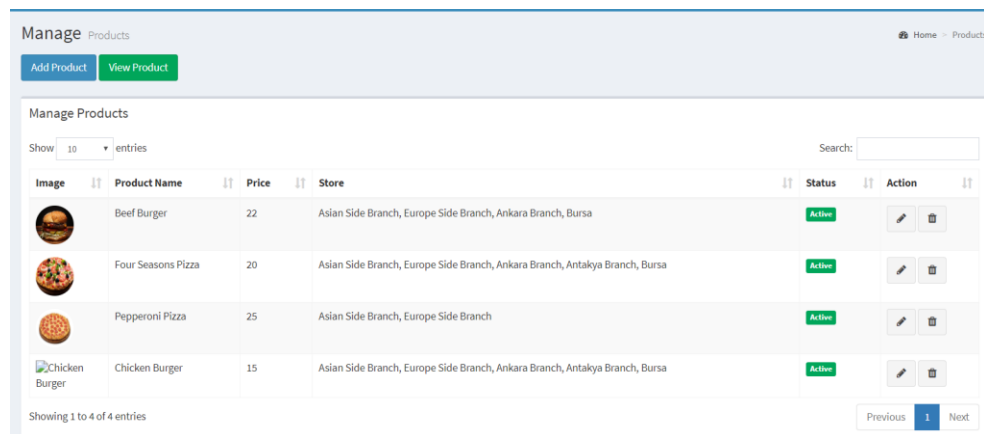 Manage Products
Home > Products
Add Product View Product
Manage Products
Show 10 entries
Search:
Image Product Name Price Store Status Action
Beef Burger 22 Asian Side Branch, Europe Side Branch, Ankara Branch, Bursa Active
Four Seasons Pizza 20 Asian Side Branch, Europe Side Branch, Ankara Branch, Antakya Branch, Bursa Active
Pepperoni Pizza 25 Asian Side Branch, Europe Side Branch Active
Chicken Burger Chicken Burger 15 Asian Side Branch, Europe Side Branch, Ankara Branch, Antakya Branch, Bursa Active
Showing 1 to 4 of 4 entries
Previous 1 Next